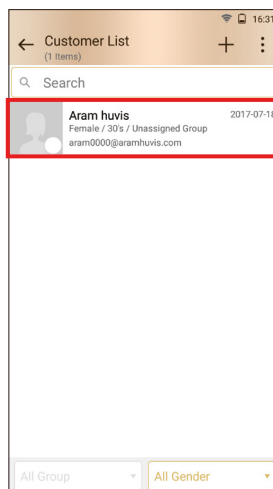 16:31
Customer List
(1 Items)
Search
Aram huvis 2017-07-18
Female / 30's / Unassigned Group
aram0000@aramhuvis.com
All Group All Gender